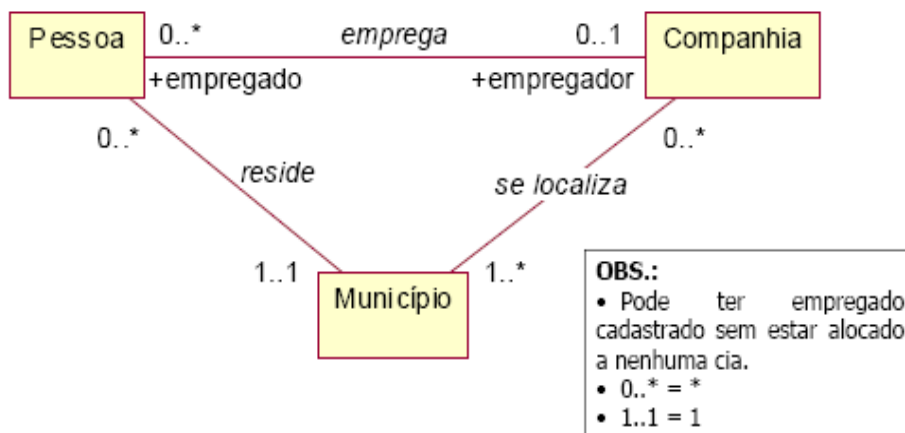 Pessoa 0..* emprega 0..1 Companhia
+empregado +empregador
0..* 0..*
reside se localiza
1..1 1..*
Município
OBS.:
• Pode ter empregado
cadastrado sem estar alocado
a nenhuma cia.
• 0..* = *
• 1..1 = 1